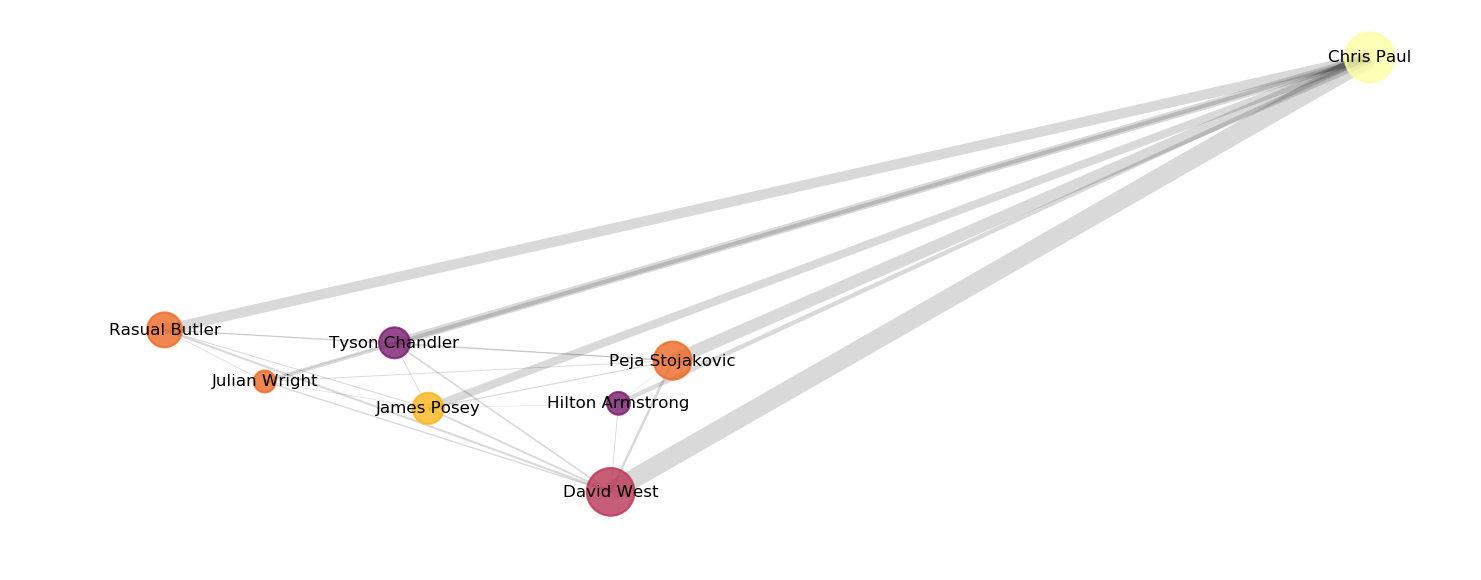 Chris Paul
Rasual Butler
Tyson Chandler
Peja Stojakovic
Julian Wright
Hilton Armstrong
James Posey
David West